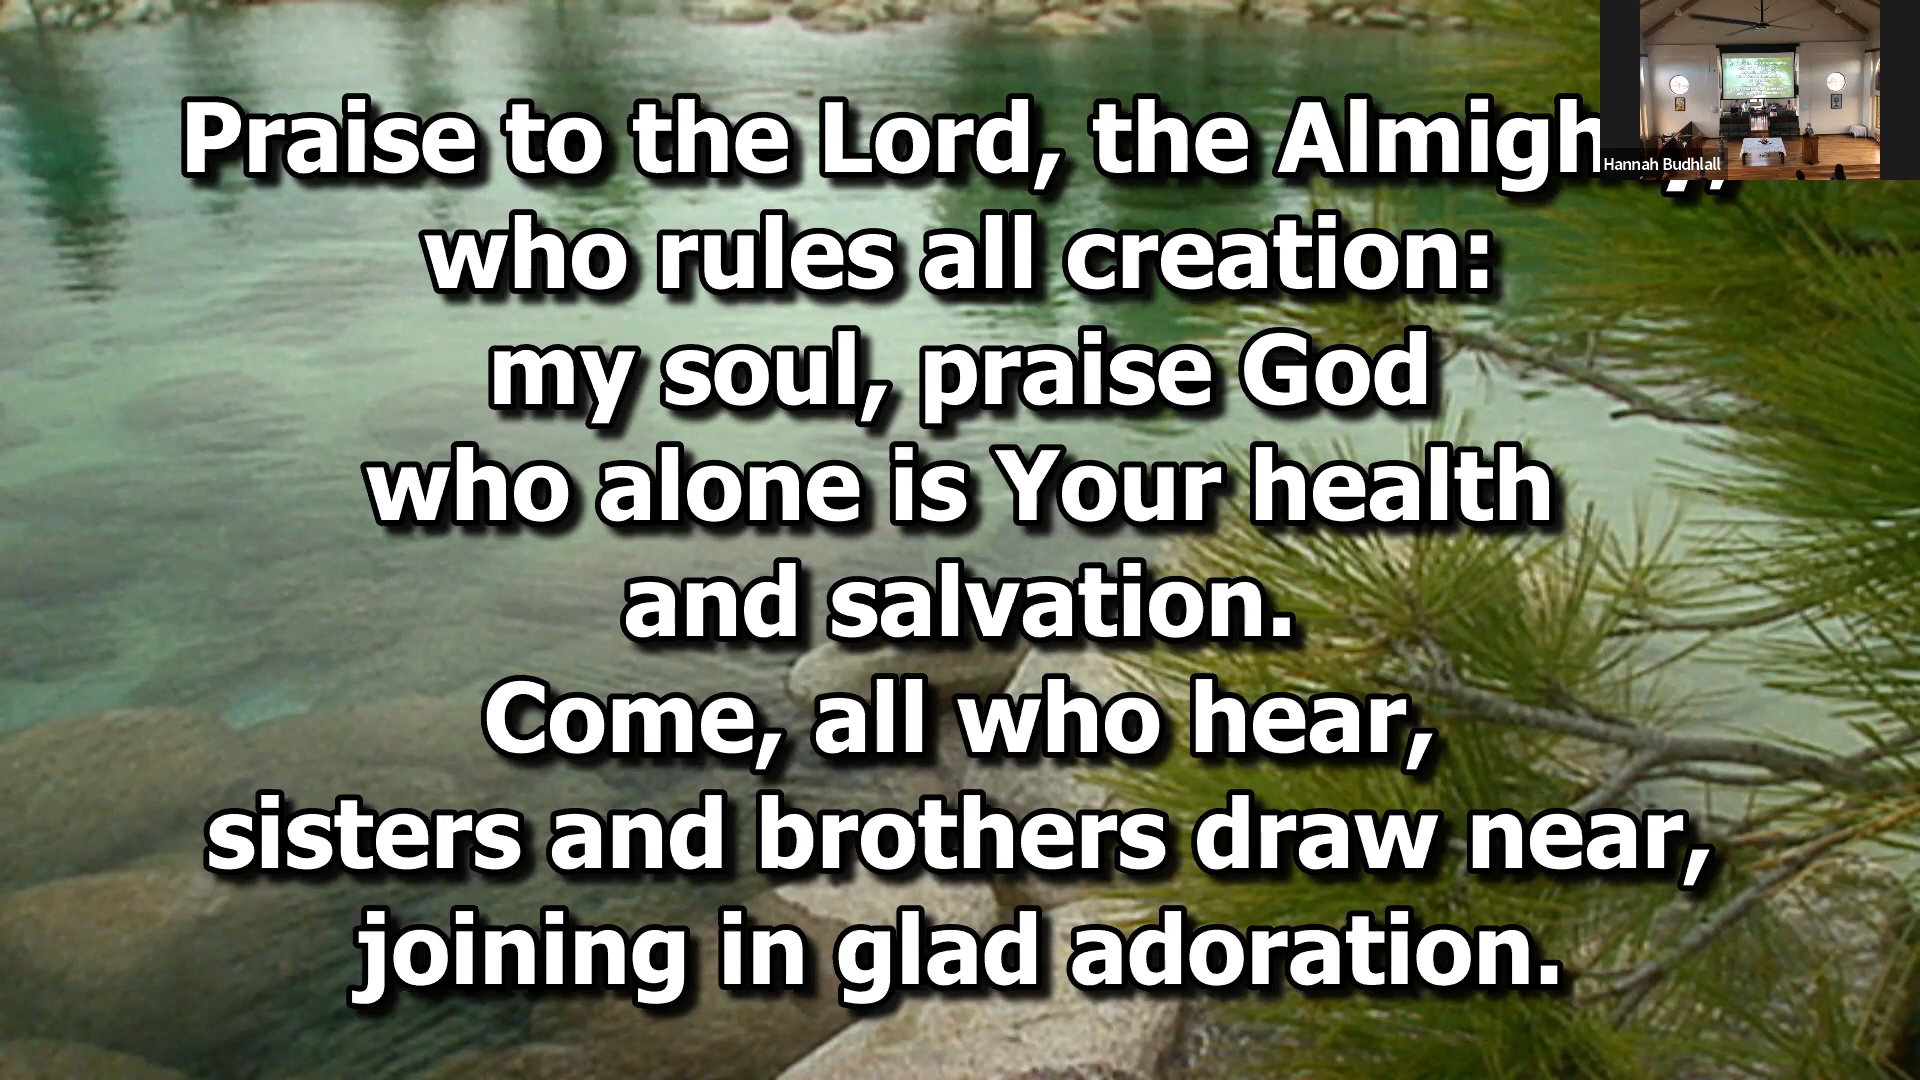 Praise to the Lord, the Almigh
who rules all creation:
my soul, praise God
who alone is Your health
and salvation.
Come, all who hear,
sisters and brothers draw near,
joining in glad adoration.
Hannah Budhlall